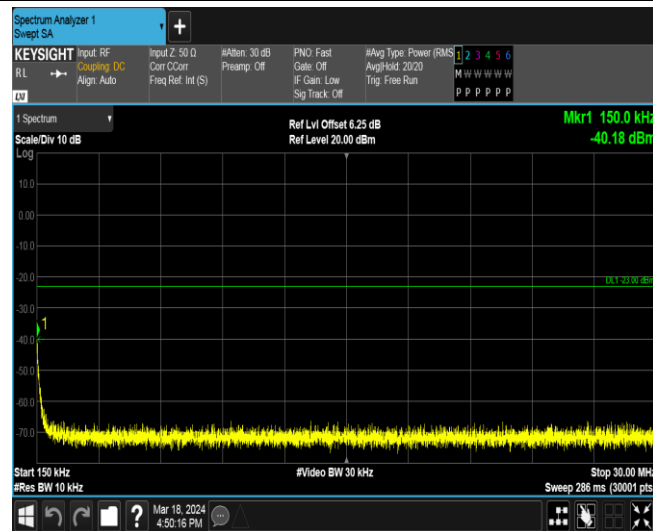 Spectrum Analyzer 1
Swept SA
+
KEYSIGHT
RL
LXI
Input: RF
Coupling: DC
Align: Auto
Input Z: 50 Ω
Corr CCorr
Freq Ref: Int (S)
#Atten: 30 dB
Preamp: Off
PNO: Fast
Gate: Off
IF Gain: Low
Sig Track: Off
#Avg Type: Power (RMS
Avg|Hold: 20/20
Trig: Free Run
1 2 3 4 5 6
M W W W W W
P P P P P P
1 Spectrum
Scale/Div 10 dB
Ref Lvl Offset 6.25 dB
Ref Level 20.00 dBm
Mkr1 150.0 kHz
-40.18 dBm
Log
10.0
0.00
-10.0
-20.0
DL1 -23.00 dBm
-30.0
1
-40.0
-50.0
-60.0
-70.0
Start 150 kHz
#Video BW 30 kHz
Stop 30.00 MHz
#Res BW 10 kHz
Sweep 286 ms (30001 pts)
?
Mar 18, 2024
4:50:16 PM